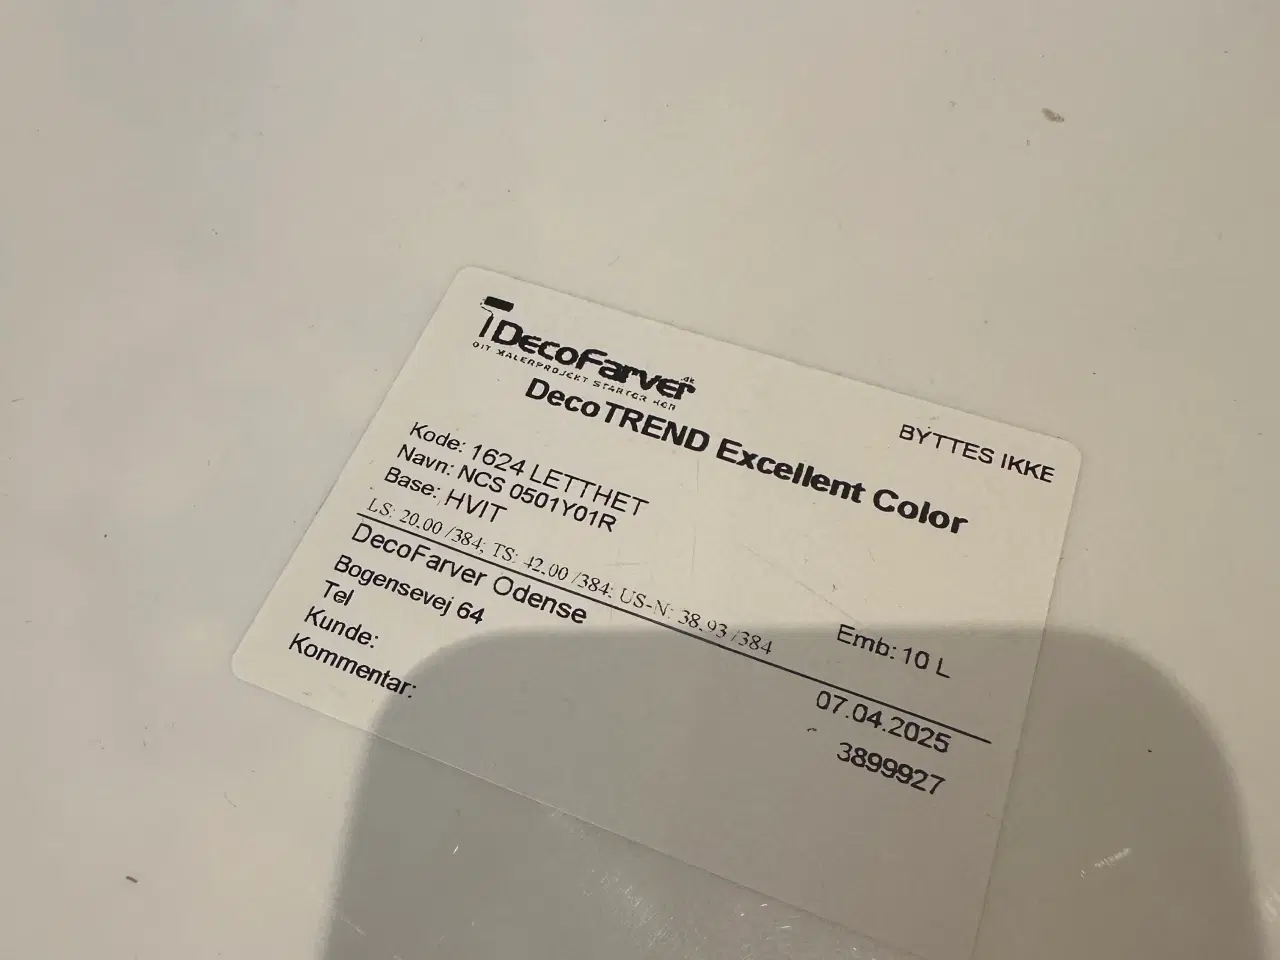 DecoFarver.dk
DIT MALERPROJEKT STARTER HER
DecoTREND Excellent Color
BYTTES IKKE
Kode: 1624 LETTHET
Navn: NCS 0501Y01R
Base: HVIT
LS: 20.00 /384; TS: 42.00 /384; US-N: 38.93 /384
Emb: 10 L
DecoFarver Odense
07.04.2025
Bogensevej 64
3899927
Tel
Kunde:
Kommentar: